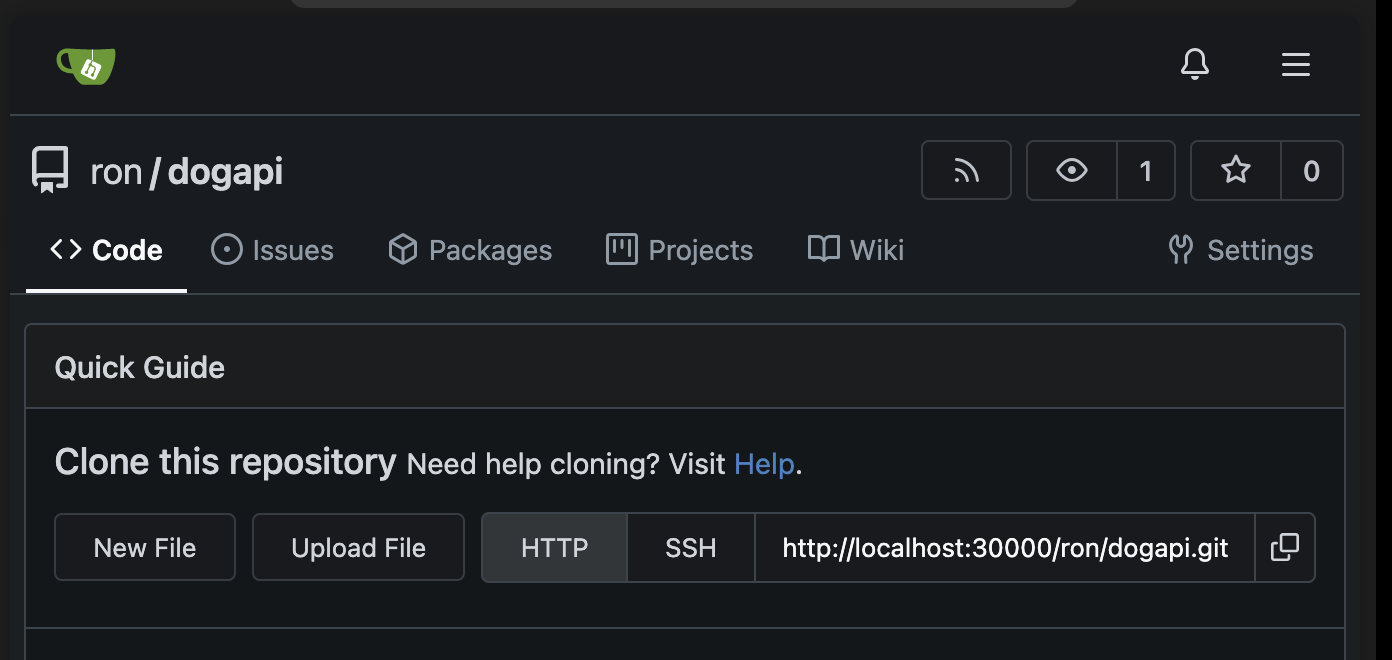 ron / dogapi
1
0
Code Issues Packages Projects Wiki Settings
Quick Guide
Clone this repository Need help cloning? Visit Help.
New File Upload File HTTP SSH http://localhost:30000/ron/dogapi.git